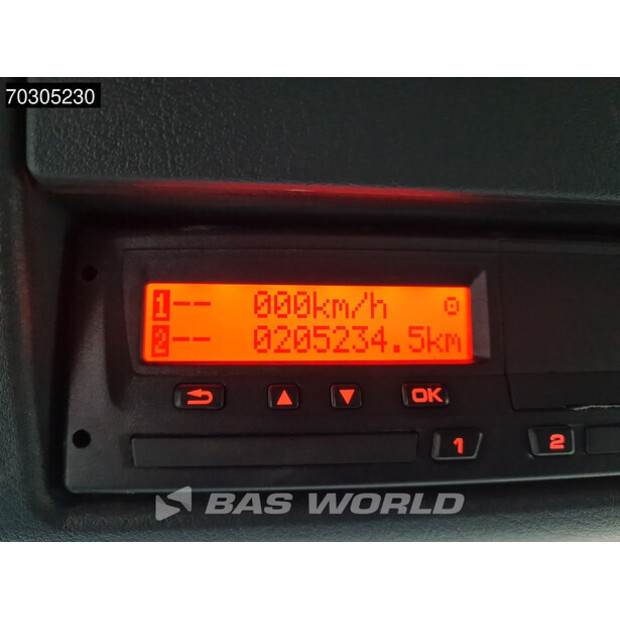 70305230
1-- 000km/h
2-- 0205234.5km
OK
1 2
BAS WORLD